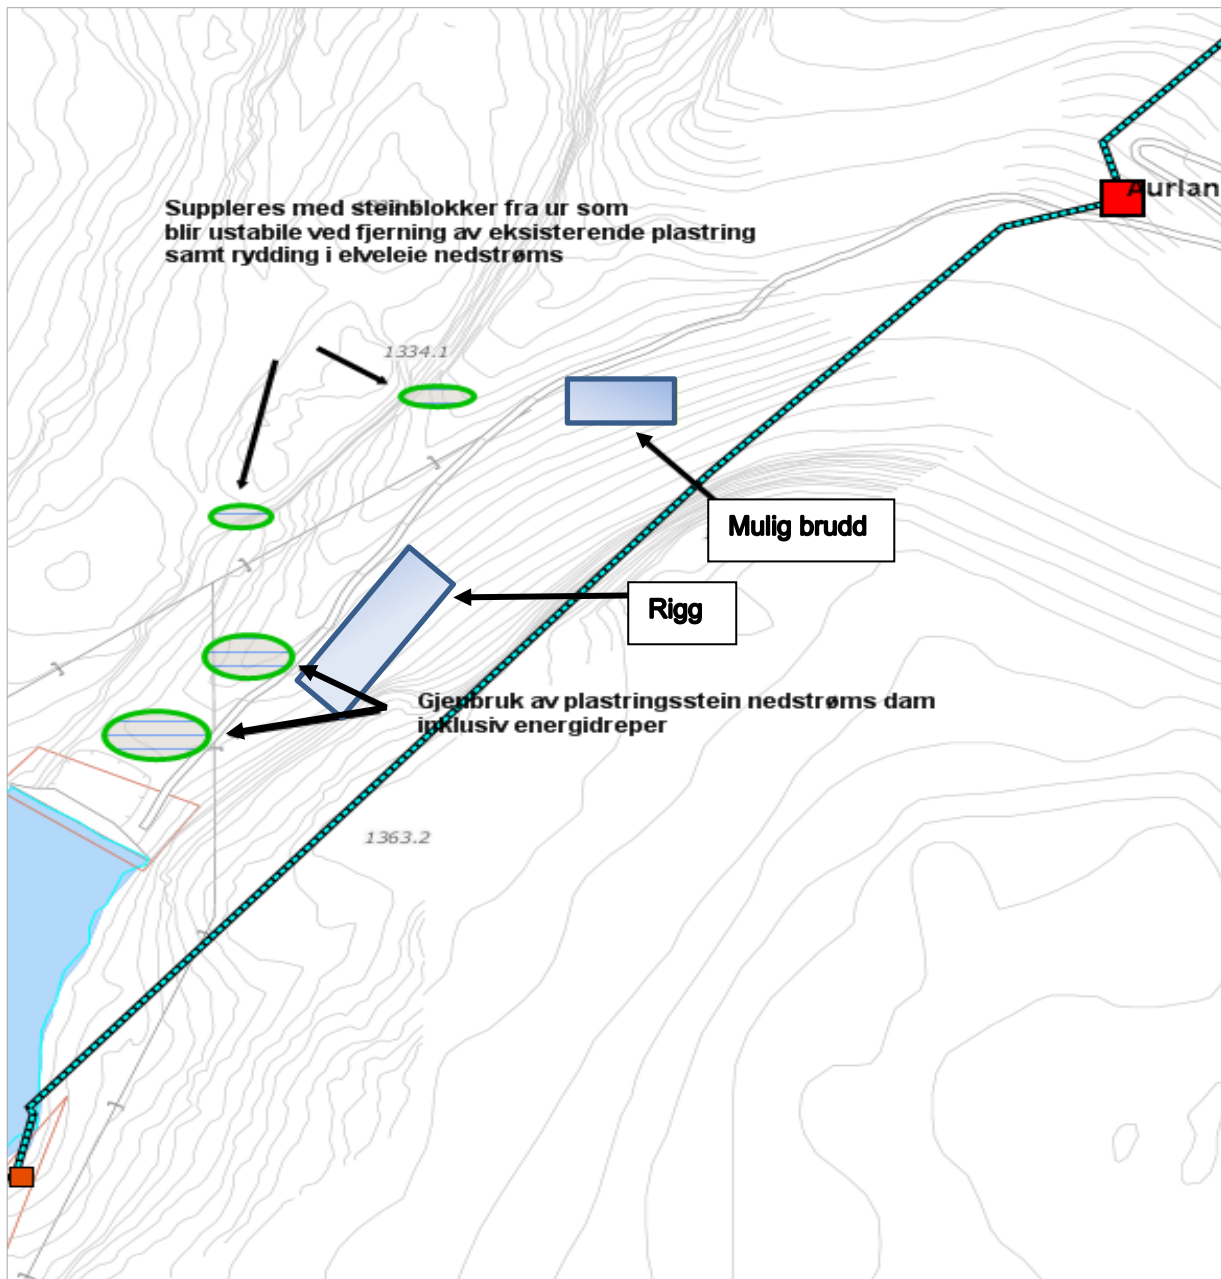 Aurlan
Suppleres med steinblokker fra ur som
blir ustabile ved fjerning av eksisterende plastring
samt rydding i elveleie nedstrøms
1334.1
Mulig brudd
Rigg
Gjenbruk av plastringsstein nedstrøms dam
inklusiv energidreper
1363.2